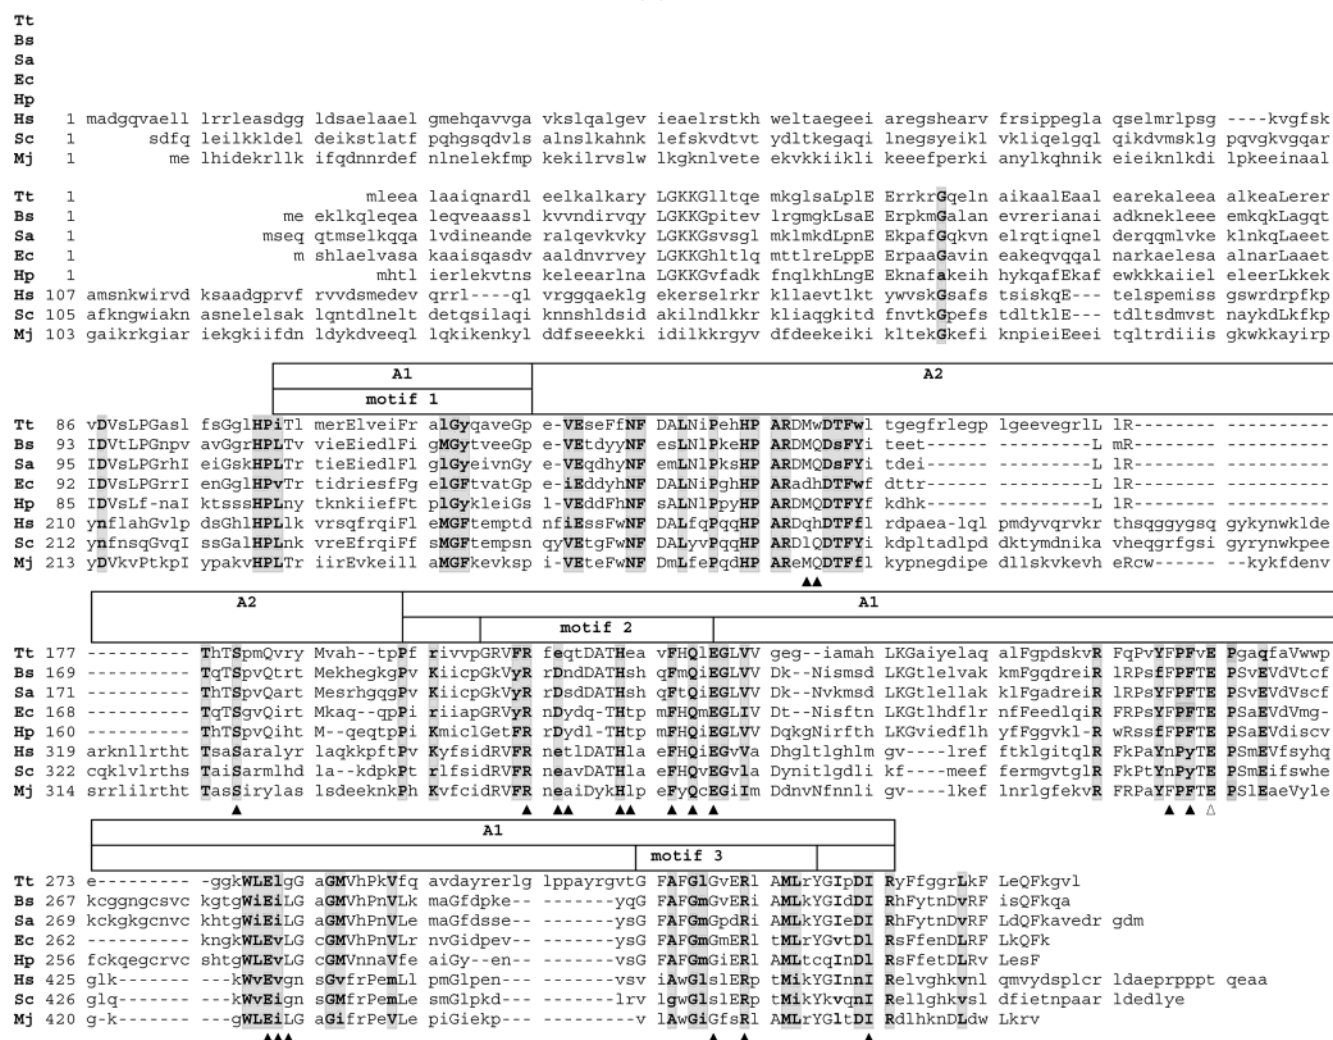 Tt
Bs
Sa
Ec
Hp
Hs 1 madgqvaell lrrleasdgg ldsaelaael gmehqavvga vkslqalgev ieaelrstkh weltaegeei aregshearv frsippegla qselmrlpsg ----kvgfsk
Sc 1 sdfq leilkkldel deikstlatf pqhgsqdvls alnslkahnk lefskvdtvt ydltkegaqi lnegsyeikl vkliqelgql qikdvmsklg pqvgkvgqar
Mj 1 me lhidekrllk ifqdnnrdef nlnelekfmp kekilrvslw lkgknlvete ekvkkiikli keeefperki anylkqhnik eieiknlkdi lpkeeinaal
Tt 1 mleea laaiqnardl eelkalkary LGKKGlltqe mkglsaLplE ErrkrGqeln aikaalEaal earekaleea alkeaLerer
Bs 1 me eklkqleqea leqveaassl kvvndirvqy LGKKGpitev lrgmgkLsaE ErpkmGalan evrerianai adknekleee emkqkLagqt
Sa 1 mseq qtmselkqqa lvdineande ralqevkvky LGKKGsvsgl mklmkdLpnE EkpafGqkvn elrqtiqnel derqqmlvke klnkqLaeet
Ec 1 m shlaelvasa kaaisqasdv aaldnvrvey LGKKGhltlq mttlreLppE ErpaaGavin eakeqvqqal narkaelesa alnarLaaet
Hp 1 mhtl ierlekvtns keleearlna LGKKGvfadk fnqlkhLngE EknafakeihhykqafEkaf ewkkkaiiel eleerLkkek
Hs 107 amsnkwirvd ksaadgprvf rvvdsmedev qrrl----ql vrggqaeklg ekerselrkr kllaevtlkt ywvskGsafs tsiskqE--- telspemiss gswrdrpfkp
Sc 105 afkngwiakn asnelelsak lqntdlnelt detqsilaqi knnshldsid akilndlkkr kliaqgkitd fnvtkGpefs tdltklE--- tdltsdmvst naykdLkfkp
Mj 103 gaikrkgiar iekgkiifdn ldykdveeql lqkikenkyl ddfseeekki idilkkrgyv dfdeekeiki kltekGkefi knpieiEeei tqltrdiiis gkwkkayirp
A1 A2
motif 1
Tt 86 vDVsLPGasl fsGglHPiTl merElveiFr alGyqaveGp e-VEseFfNF DALNiPehHP ARDMwDTFwl tgegfrlegp lgeevegrlL lR--------
Bs 93 IDVtLPGnpv avGgrHPLTv vieEiedlFi gMGytveeGp e-VEtdyyNF DALNlPkeHP ARDMQDsFYi teet------ ---------L lR--------
Sa 95 IDVsLPGrhI eiGskHPLTr tieEiedlFl glGyeivnGy e-VEqdhyNF emLNlPksHP ARDMQDsFYi tdei------ ---------L lR--------
Ec 92 IDVsLPGrrI enGglHPvTr tidriesfFg elGFtvatGp e-iEddyhNF DALNiPghHP ARadhDTFwf dttr------ ---------L lR--------
Hp 85 IDVsLf-naI ktsssHPLny tknkiiefFt plGykleiGs l-VEddFhNF sALNlPpyHP ARDMQDTFYf kdhk------ ---------L lR--------
Hs 210 ynflahGvlp dsGhlHPLlk vrsqfrqiFl eMGFtemptd nfiEssFwNF DALfqPqqHP ARDqhDTFfl rdpaea-lql pmdyvqrvkr thsqggygsq gykynwklde
Sc 212 ynfnsqGvqI ssGalHPLnk vreEfrqiFf sMGFtempsn qyVEtgFwNF DALyvPqqHP ARDlQDTFYi kdpltadlpd dktymdnika vheqgrfgsi gyrynwkpee
Mj 213 yDVkvPtkpI ypakvHPLTr iirEvkeill aMGFkevksp i-VEteFwNF DmLfePqdHP AReMQDTFfl kypnegdipe dllskvkevh eRcw------ -kykfdenv
▲▲
A2 A1
motif 2
Tt 177 ---------- ThTSpmQvry Mvah--tpPf rivvpGRVFR feqtDATHea vFHQlEGLVV geg--iamah LKGaiyelaq alFgpdskvR FQPvYFPFvE PgaqfaVwwp
Bs 169 ---------- TqTSpvQtrt MekhegkgPv KiicpGkVyR rDndDATHsh qFmQiEGLVV Dk--Nismsd LKGtlelvak kmFgqdreiR lRPsfFPFTE PSvEVdVtcf
Sa 171 ---------- ThTSpvQart MesrhgqgPv KiicpGkVyR rDsdDATHsh qFtQiEGLVV Dk--Nvkmsd LKGtlellak klFgadreiR lRPsYFPFTE PSvEVdVscf
Ec 168 ---------- TqTSgvQirt Mkaq--qpPi riiapGRVyR nDydq-THtp mFHQmEGLIV Dt--Nisftn LKGtlhdflr nfFeedlqiR fRPsYFPFTE PSaEVdVmg-
Hp 160 ---------- ThTSpvQiht M--qeqtpPi KmiclGetFR rDydl-THtp mFHQiEGLVV DqkgNirfth LKGviedflh yfFggvkl-R wRssfFPFTE PSaEVdiscv
Hs 319 arknllrtht TsaSaralyr laqkkpftPv KyfsidRVFR netlDATHla eFHQiEGvVa Dhgltlghlm gv----lref ftklgitqlR FkPaYnPyTE PSmEVfsyhq
Sc 322 cqklvlrths TaiSarmlhd la--kdpkPt rlfsidRVFR neavDATHla eFHQvEGvla Dynitlgdli kf----meef fermgvtglR FkPtYnPyTE PSmEifswhe
Mj 314 srrlilrtht TasSirylas lsdeeknkPh KvfcidRVFR neaiDykHlp eFyQcEGiIm DdnvNfnnli gv----lkef lnrlgfekvR FRPaYFPFTE PSlEaeVyle
▲ ▲ ▲▲ ▲▲ ▲ ▲ ▲ ▲ ▲ △
A1
motif 3
Tt 273 e--------- -ggkWLElgG aGMVhPkVfq avdayrerlg lppayrgvtG FAFGlGvERl AMLrYGIpDI RyFfggrLkF LeQFkgvl
Bs 267 kcggngcsvc kgtgWiEiLG aGMVhPnVLk maGfdpke-- -------yqG FAFGmGvERi AMLkYGIdDI RhFytnDvRF isQFkqa
Sa 269 kckgkgcnvc khtgWiEiLG aGMVhPnVLe maGfdsse-- -------ysG FAFGmGpdRi AMLkYGIeDI RhFytnDvRF LdQFkavedr gdm
Ec 262 ---------- kngkWLEvLG cGMVhPnVLr nvGidpev-- -------ysG FAFGmGmERl tMLrYGvtDl RsFfenDLRF LkQFk
Hp 256 fckqegcrvc shtgWLEvLG cGMVnnaVfe aiGy--en-- -------vsG FAFGmGiERl AMLtcqInDl RsFfetDLRv LesF
Hs 425 glk------- ---kWvEvgn sGvfrPemLl pmGlpen--- -------vsv iAwGlslERp tMikYGInnI Relvghkvnl qmvydsplcr ldaeprpppt qeaa
Sc 426 glq------- ---kWvEign sGmfrPemLe smGlpkd--- -------lrv lgwGlslERp tMikYkvqnI Rellghkvsl dfietnpaar ldedlye
Mj 420 g-k------- ---gWLEiLG aGifrPeVLe piGiekp--- --------v lAwGiGfsRl AMLrYGltDI RdlhknDLdw Lkrv
▲▲▲ ▲ ▲ ▲